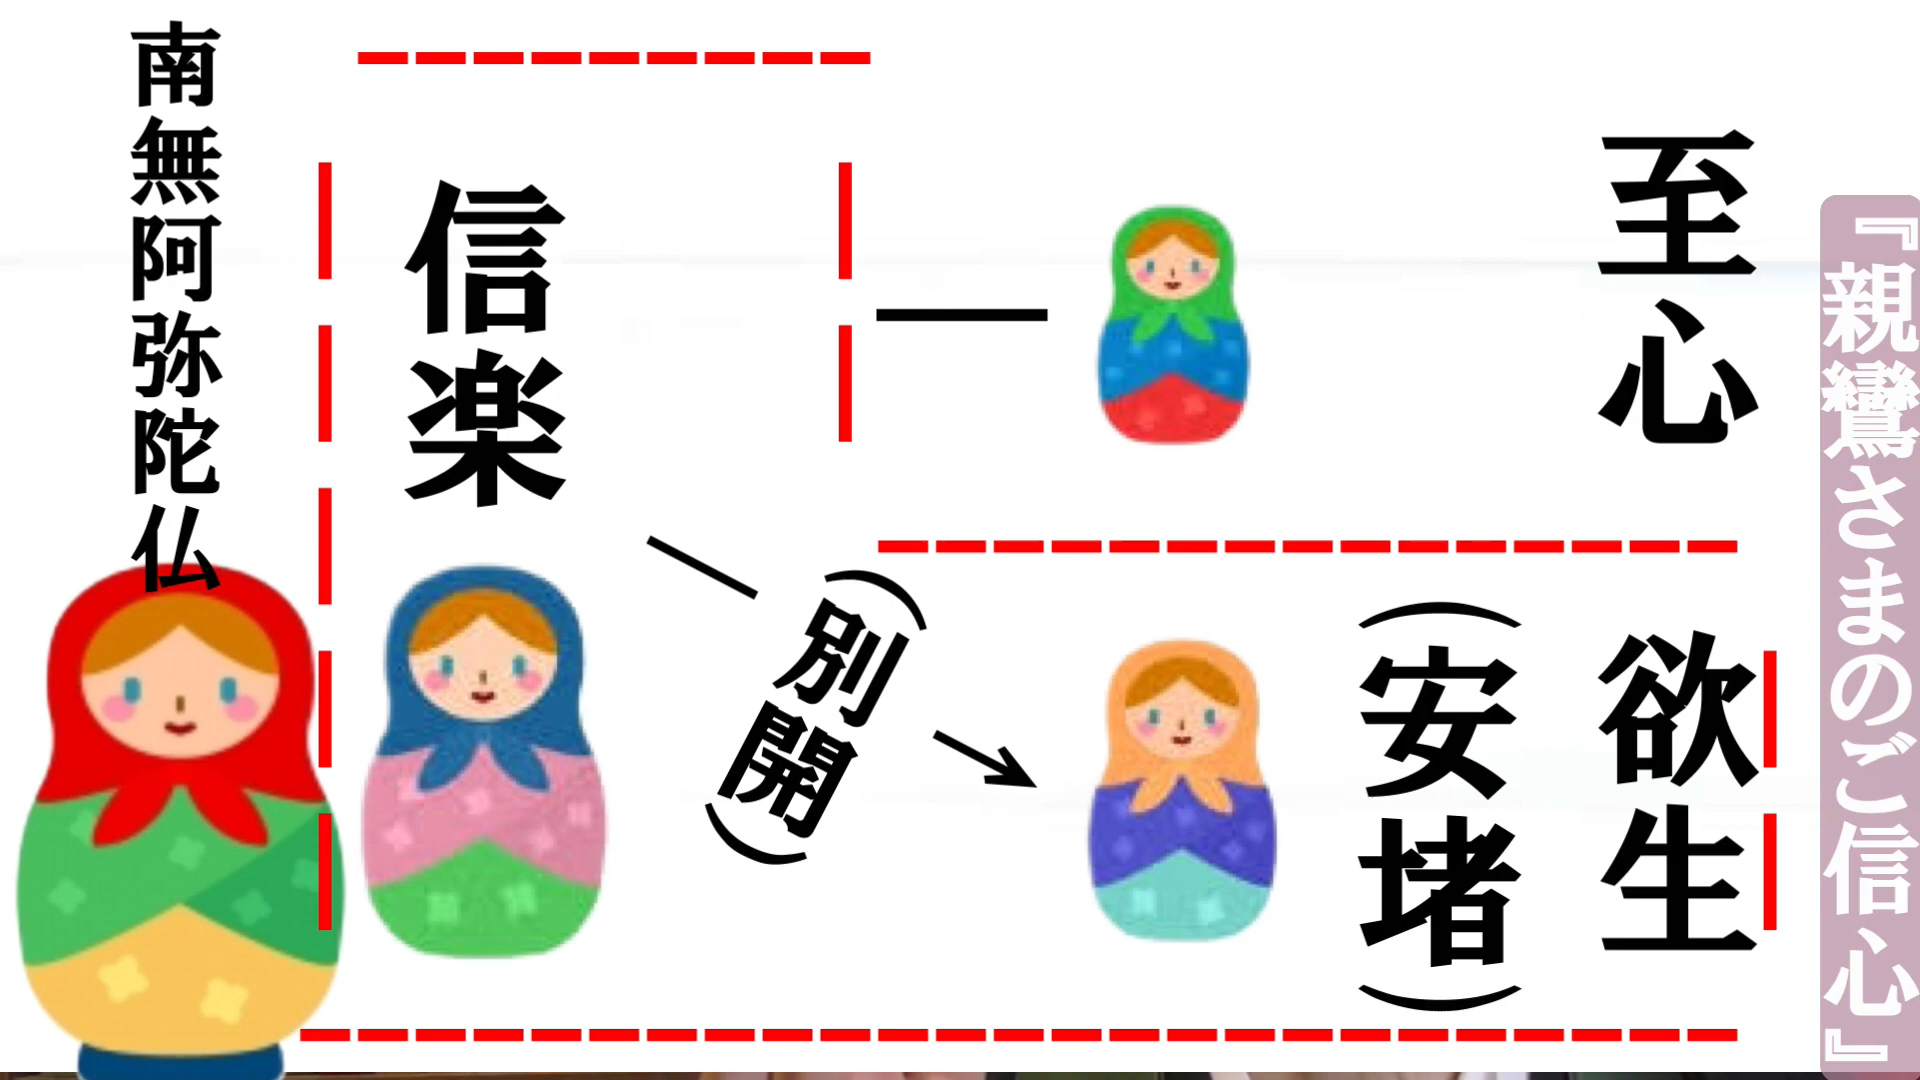 『親鸞さまのご信心』
至心
欲生
(安堵)
(別開)
信楽
南無阿弥陀仏